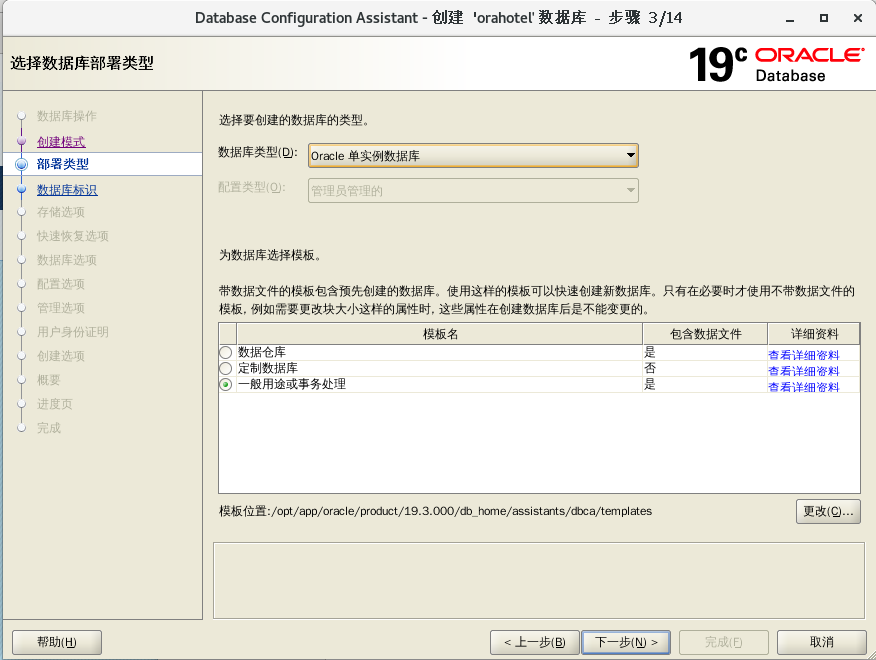 Database Configuration Assistant - 创建 'orahotel' 数据库 - 步骤 3/14
选择数据库部署类型
19c ORACLE
Database
数据库操作
创建模式
部署类型
数据库标识
存储选项
快速恢复选项
数据库选项
配置选项
管理选项
用户身份证明
创建选项
概要
进度页
完成
选择要创建的数据库的类型。
数据库类型(D): Oracle 单实例数据库
配置类型(O): 管理员管理的
为数据库选择模板。
带数据文件的模板包含预先创建的数据库。使用这样的模板可以快速创建新数据库。只有在必要时才使用不带数据文件的
模板, 例如需要更改块大小这样的属性时, 这些属性在创建数据库后是不能变更的。
模板名 包含数据文件 详细资料
数据仓库 是 查看详细资料
定制数据库 否 查看详细资料
一般用途或事务处理 是 查看详细资料
模板位置:/opt/app/oracle/product/19.3.000/db_home/assistants/dbca/templates 更改(C)...
帮助(H) < 上一步(B) 下一步(N) > 完成(F) 取消